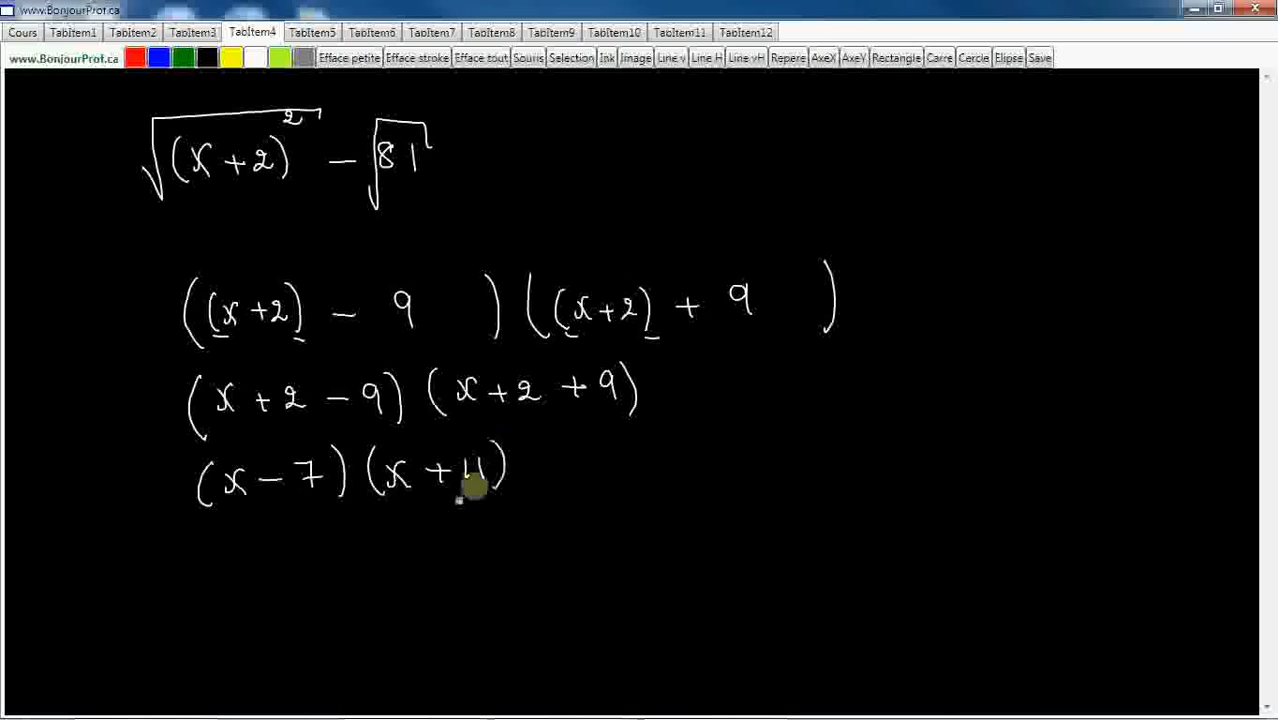 www.BonjourProf.ca
Cours TabItem1 TabItem2 TabItem3 TabItem4 TabItem5 TabItem6 TabItem7 TabItem8 TabItem9 TabItem10 TabItem11 TabItem12
www.BonjourProf.ca Efface petite Efface stroke Efface tout Souris Selection Ink Image Line v Line H Line vH Repere AxeX AxeY Rectangle Carre Cercle Elipse Save
√(x+2)² − √81
((x+2) − 9) ((x+2) + 9)
(x + 2 − 9) (x + 2 + 9)
(x − 7) (x + 11)